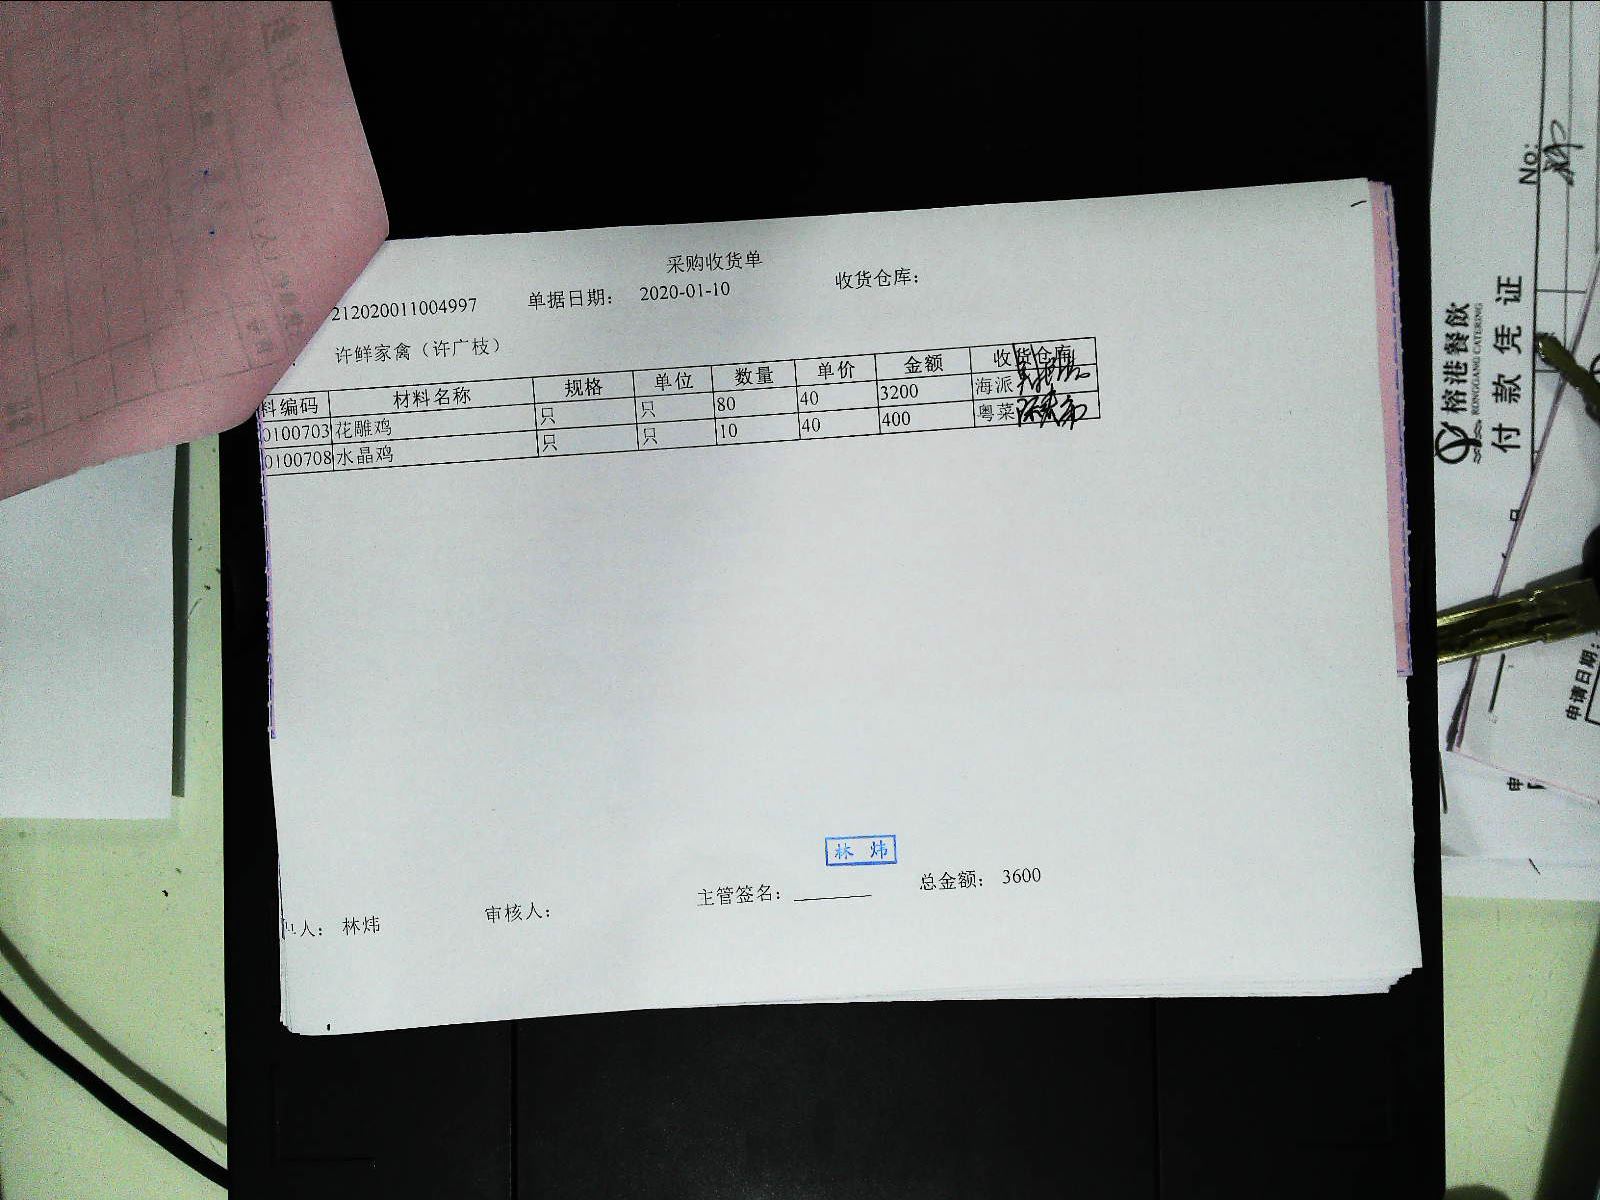 采购收货单
212020011004997 单据日期： 2020-01-10 收货仓库：
许鲜家禽（许广枝）
料编码 材料名称 规格 单位 数量 单价 金额 收货仓库
0100703 花雕鸡 只 只 80 40 3200 海派
0100708 水晶鸡 只 只 10 40 400 粤菜
林 炜
主管签名： 总金额： 3600
人： 林炜 审核人：
No:
榕港餐飲
RONGGANG CATERING
付款凭证
申请日期：
申